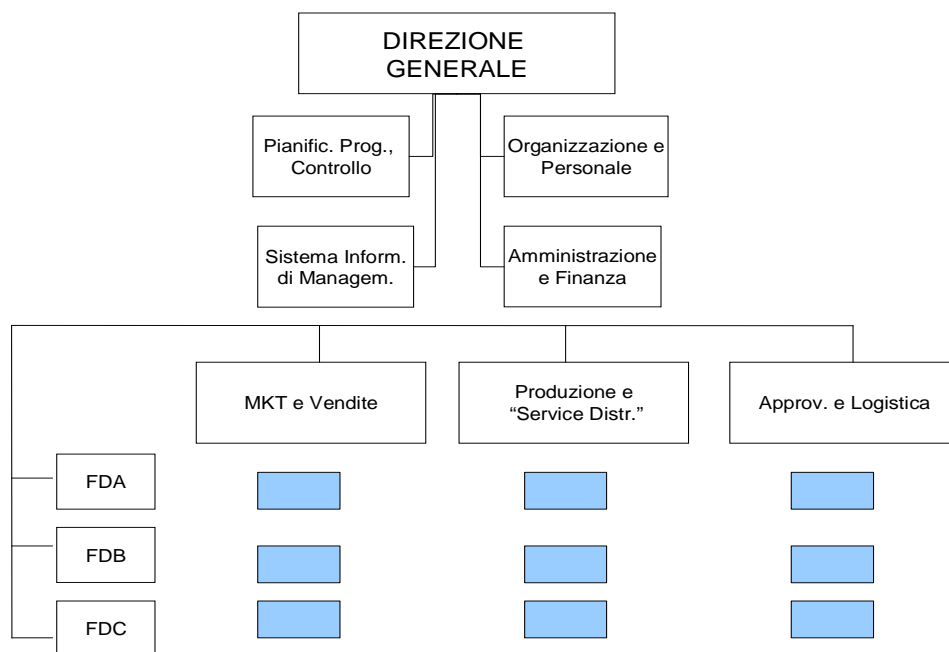 DIREZIONE
GENERALE
Pianific. Prog.,
Controllo
Organizzazione e
Personale
Sistema Inform.
di Managem.
Amministrazione
e Finanza
MKT e Vendite
Produzione e
“Service Distr.”
Approv. e Logistica
FDA
FDB
FDC